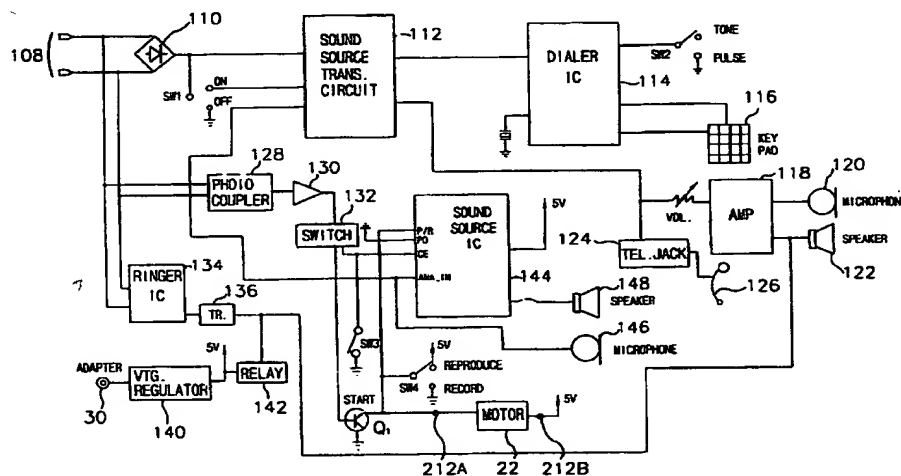 110
108
SOUND
SOURCE
TRANS.
CIRCUIT
112
DIALER
IC
114
TONE
SW2
PULSE
116
KEY
PAD
SW1
ON
OFF
128
PHOTO
COUPLER
130
132
SWITCH
P/R
PD
CE
ANA_IN
SOUND
SOURCE
IC
144
5V
118
AMP
VOL.
120
MICROPHON
SPEAKER
122
124
TEL.JACK
126
148
SPEAKER
146
MICROPHONE
RINGER
IC
134
136
TR.
SW3
5V
REPRODUCE
SW4
RECORD
ADAPTER
30
VTG.
REGULATOR
140
5V
RELAY
142
START
Q1
MOTOR
22
5V
212A
212B